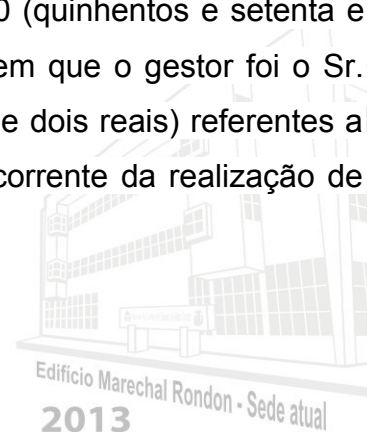 0 (quinhentos e setenta e
em que o gestor foi o Sr.
e dois reais) referentes a
corrente da realização de
Edifício Marechal Rondon - Sede atual
2013